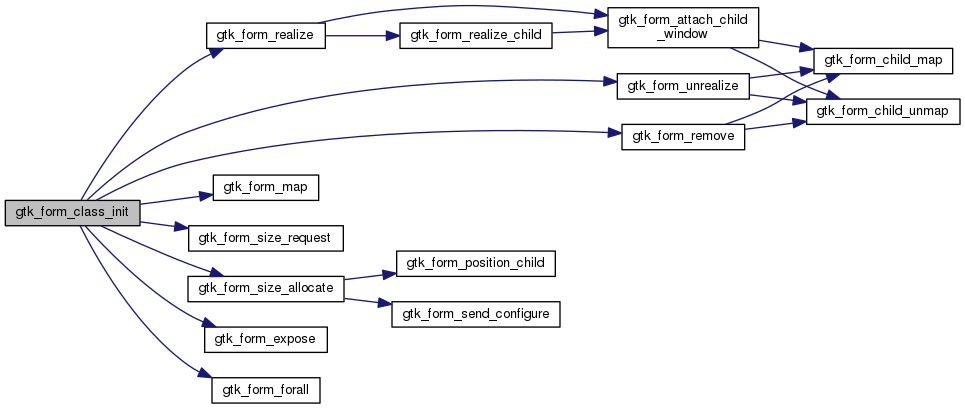 gtk_form_class_init
gtk_form_realize
gtk_form_realize_child
gtk_form_attach_child
_window
gtk_form_child_map
gtk_form_unrealize
gtk_form_child_unmap
gtk_form_remove
gtk_form_map
gtk_form_size_request
gtk_form_size_allocate
gtk_form_position_child
gtk_form_send_configure
gtk_form_expose
gtk_form_forall